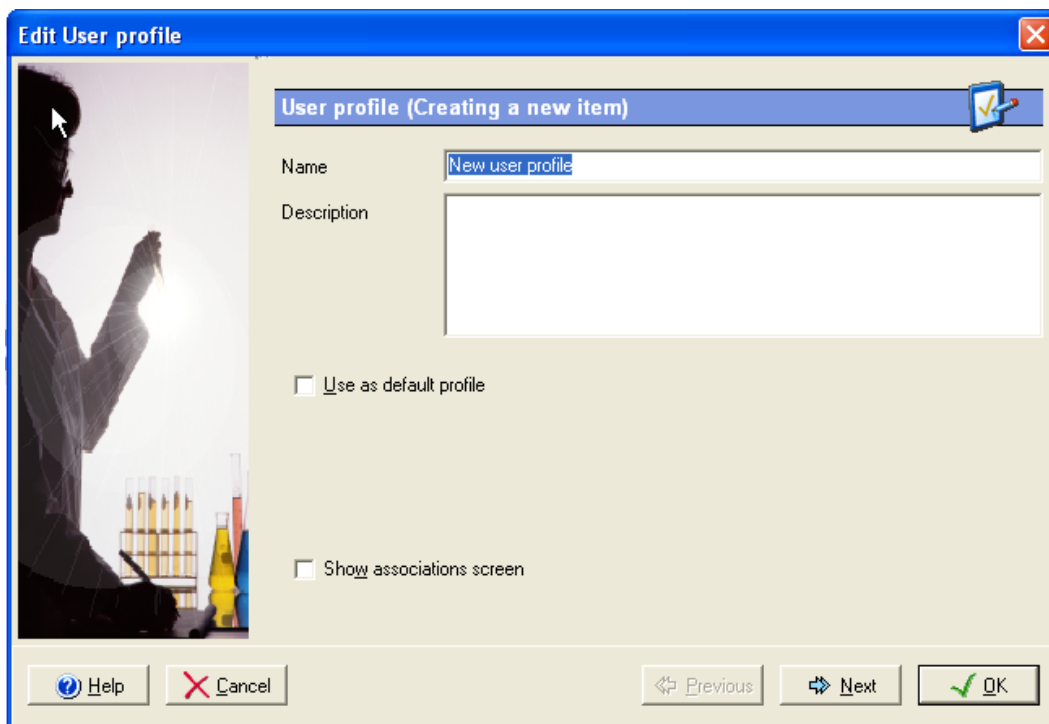 Edit User profile
User profile (Creating a new item)
Name New user profile
Description
Use as default profile
Show associations screen
Help Cancel Previous Next OK